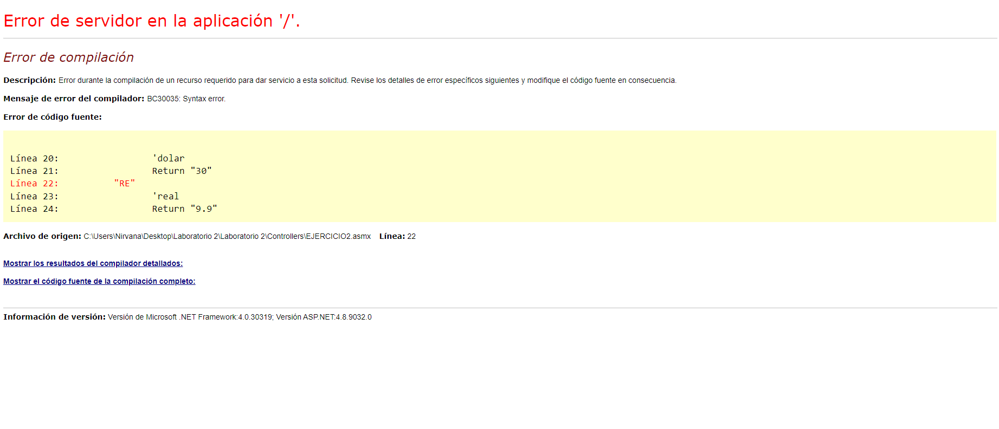 Error de servidor en la aplicación '/'.
Error de compilación
Descripción: Error durante la compilación de un recurso requerido para dar servicio a esta solicitud. Revise los detalles de error específicos siguientes y modifique el código fuente en consecuencia.
Mensaje de error del compilador: BC30035: Syntax error.
Error de código fuente:
Línea 20: 'dolar
Línea 21: Return "30"
Línea 22: "RE"
Línea 23: 'real
Línea 24: Return "9.9"
Archivo de origen: C:\Users\Nirvana\Desktop\Laboratorio 2\Laboratorio 2\Controllers\EJERCICIO2.asmx Línea: 22
Mostrar los resultados del compilador detallados:
Mostrar el código fuente de la compilación completo:
Información de versión: Versión de Microsoft .NET Framework:4.0.30319; Versión ASP.NET:4.8.9032.0